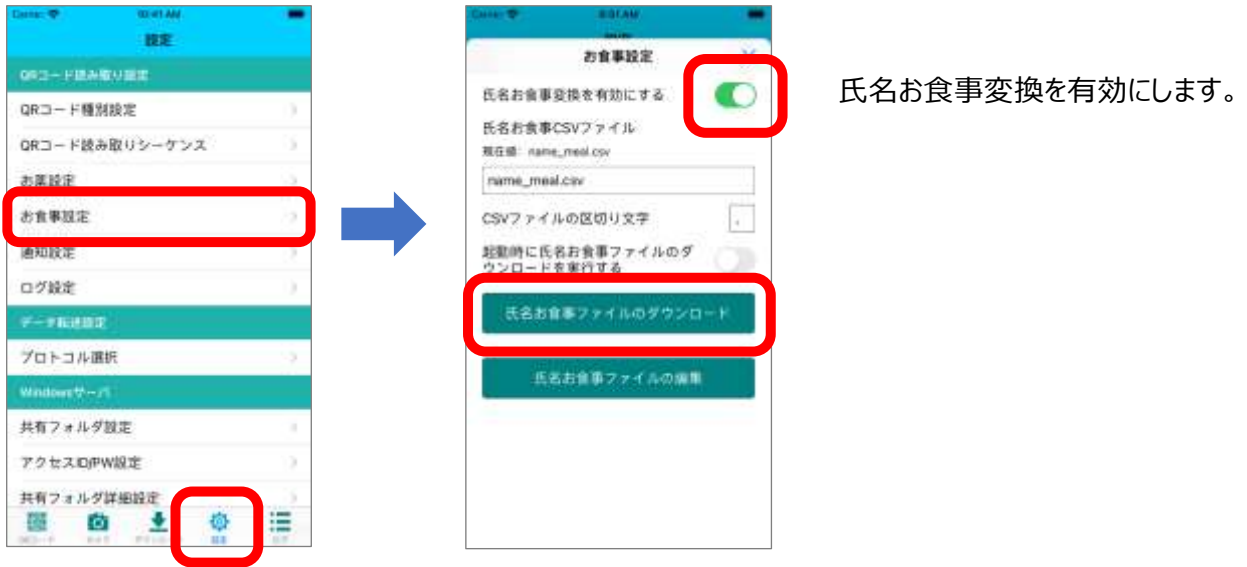 設定
QRコード読み取り設定
QRコード種別設定
QRコード読み取りシーケンス
お薬設定
お食事設定
通知設定
ログ設定
データ転送設定
プロトコル選択
Windowsサーバ
共有フォルダ設定
アクセスID/PW設定
共有フォルダ詳細設定
設定
お食事設定
氏名お食事変換を有効にする
氏名お食事CSVファイル
現在値: name_meal.csv
name_meal.csv
CSVファイルの区切り文字
起動時に氏名お食事ファイルのダ
ウンロードを実行する
氏名お食事ファイルのダウンロード
氏名お食事ファイルの編集
氏名お食事変換を有効にします。